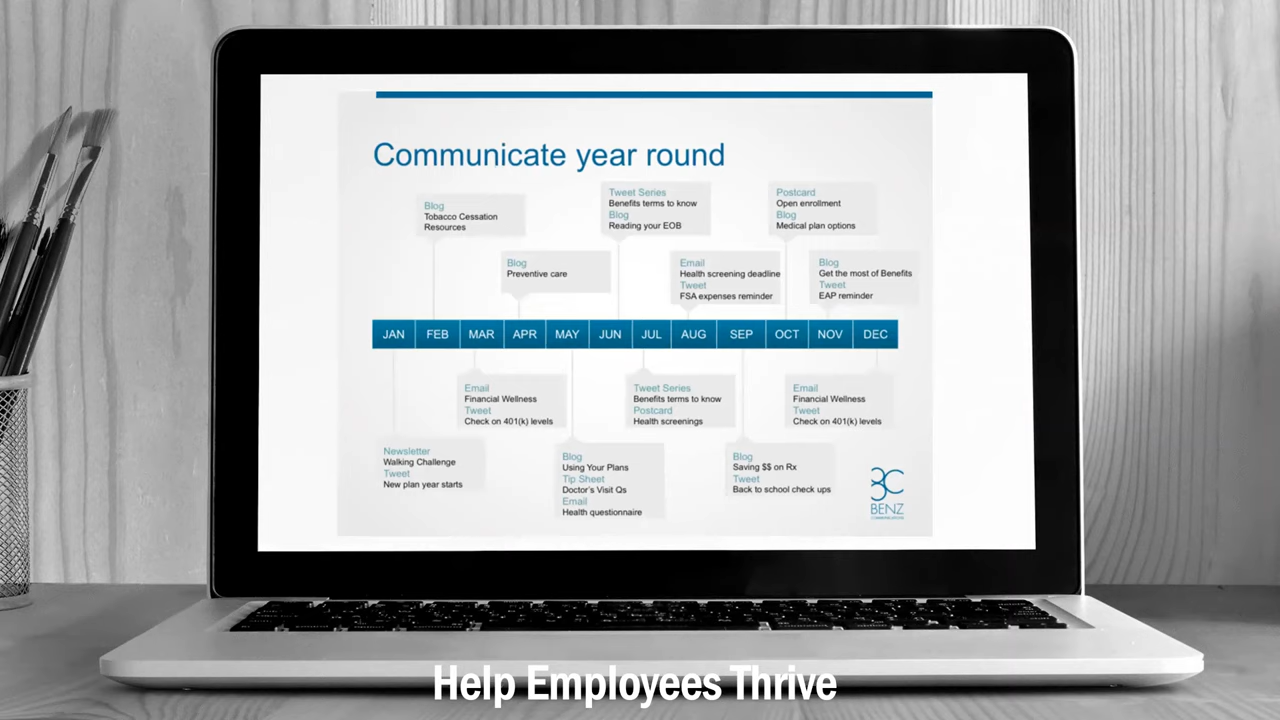 Communicate year round
Blog
Tobacco Cessation
Resources
Tweet Series
Benefits terms to know
Blog
Reading your EOB
Postcard
Open enrollment
Blog
Medical plan options
Blog
Preventive care
Email
Health screening deadline
Tweet
FSA expenses reminder
Blog
Get the most of Benefits
Tweet
EAP reminder
JAN FEB MAR APR MAY JUN JUL AUG SEP OCT NOV DEC
Email
Financial Wellness
Tweet
Check on 401(k) levels
Tweet Series
Benefits terms to know
Postcard
Health screenings
Email
Financial Wellness
Tweet
Check on 401(k) levels
Newsletter
Walking Challenge
Tweet
New plan year starts
Blog
Using Your Plans
Tip Sheet
Doctor's Visit Qs
Email
Health questionnaire
Blog
Saving $$ on Rx
Tweet
Back to school check ups
BENZ
Help Employees Thrive